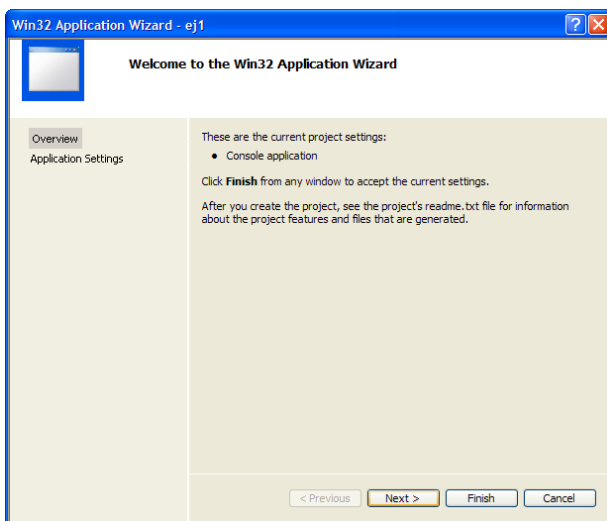 Win32 Application Wizard - ej1
Welcome to the Win32 Application Wizard
Overview
Application Settings
These are the current project settings:
• Console application
Click Finish from any window to accept the current settings.
After you create the project, see the project's readme.txt file for information
about the project features and files that are generated.
< Previous
Next >
Finish
Cancel